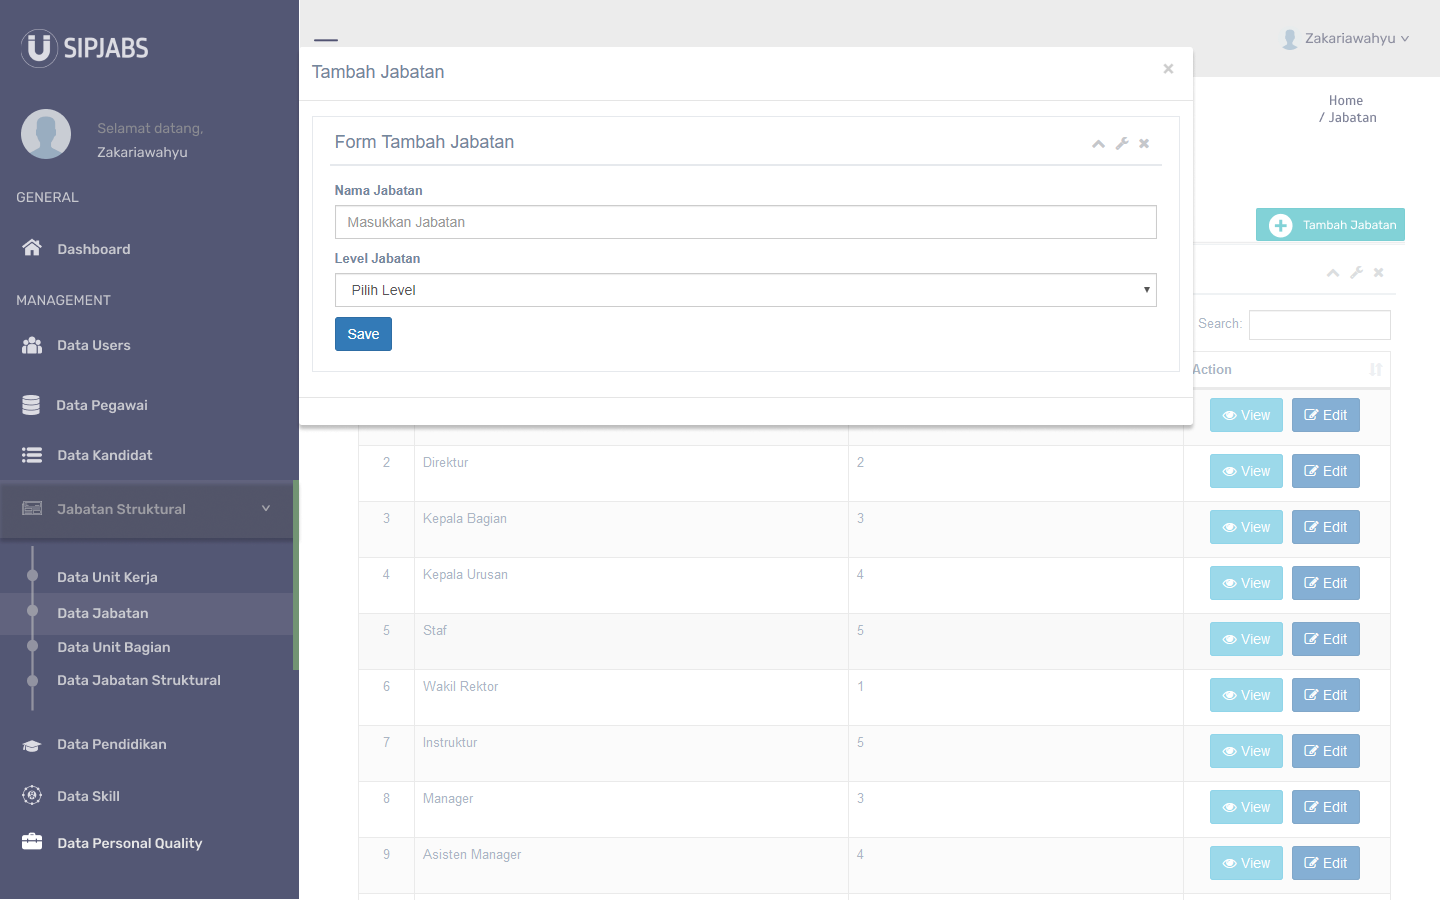 SIPJABS
Selamat datang,
Zakariawahyu
GENERAL
Dashboard
MANAGEMENT
Data Users
Data Pegawai
Data Kandidat
Jabatan Struktural
Data Unit Kerja
Data Jabatan
Data Unit Bagian
Data Jabatan Struktural
Data Pendidikan
Data Skill
Data Personal Quality
Zakariawahyu
Home
/ Jabatan
Tambah Jabatan
Tambah Jabatan
Form Tambah Jabatan
Nama Jabatan
Masukkan Jabatan
Level Jabatan
Pilih Level
Save
Search:
Action
View Edit
2 Direktur 2 View Edit
3 Kepala Bagian 3 View Edit
4 Kepala Urusan 4 View Edit
5 Staf 5 View Edit
6 Wakil Rektor 1 View Edit
7 Instruktur 5 View Edit
8 Manager 3 View Edit
9 Asisten Manager 4 View Edit